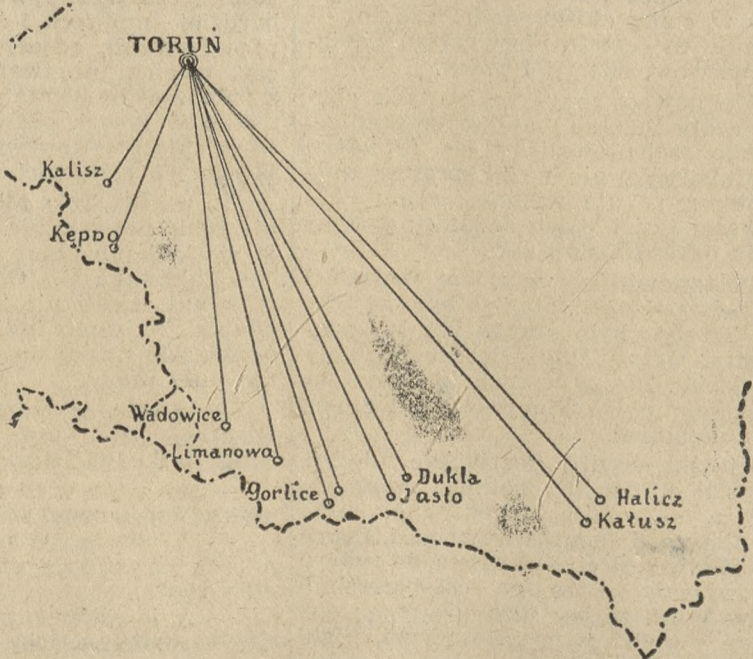 TORUŃ
Kalisz
Kępno
Wadowice
Limanowa
Gorlice
Dukla
Jasło
Halicz
Kałusz